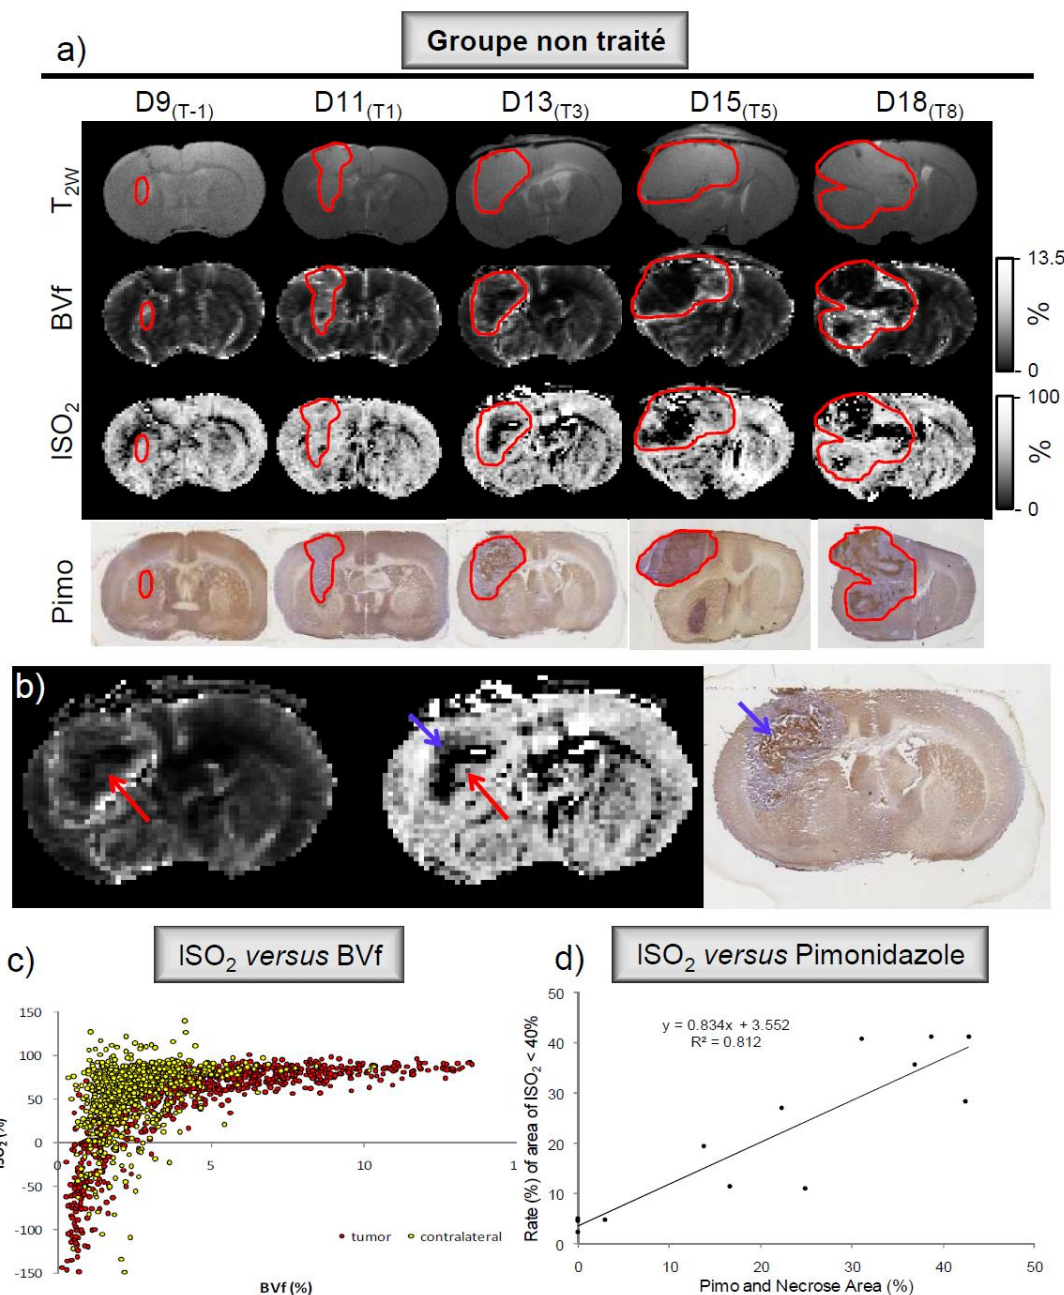 Groupe non traité
a)
D9(T-1) D11(T1) D13(T3) D15(T5) D18(T8)
T2W
BVf
13.5
%
0
ISO2
100
%
0
Pimo
b)
c)
ISO2 versus BVf
150
100
50
0
-50
-100
-150
0 5 10 1
ISO2 (%)
tumor contralateral
BVf (%)
d)
ISO2 versus Pimonidazole
y = 0.834x + 3.552
R² = 0.812
Rate (%) of area of ISO2 < 40%
50
40
30
20
10
0
0 10 20 30 40 50
Pimo and Necrose Area (%)